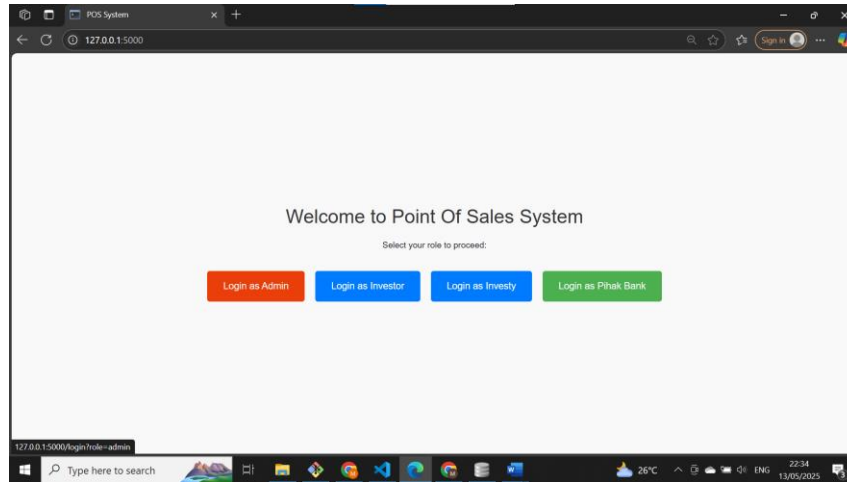 POS System
127.0.0.1:5000
Sign in
Welcome to Point Of Sales System
Select your role to proceed:
Login as Admin
Login as Investor
Login as Investy
Login as Pihak Bank
127.0.0.1:5000/login?role=admin
Type here to search
26°C
ENG
22:34
13/05/2025
3